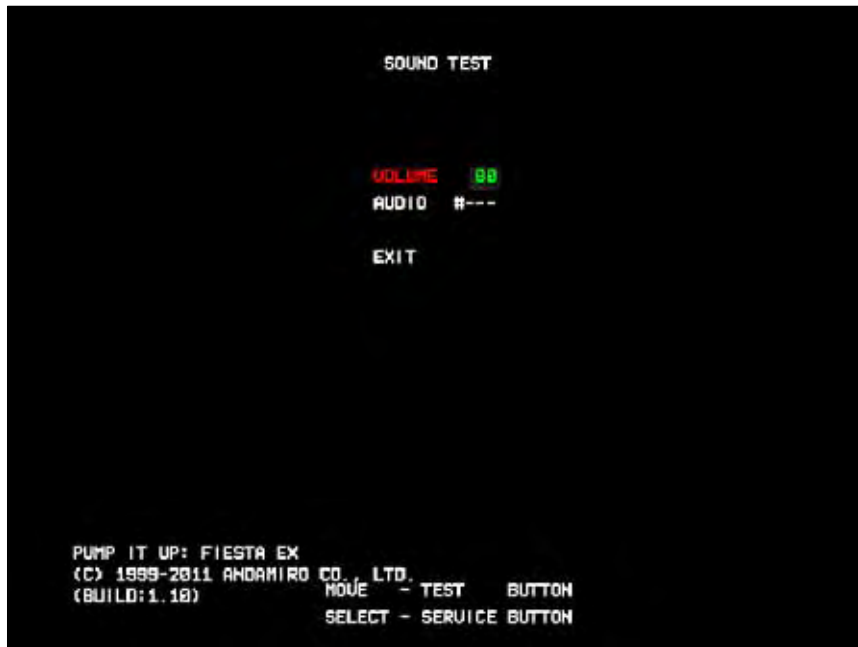 SOUND TEST
VOLUME 80
AUDIO #---
EXIT
PUMP IT UP: FIESTA EX
(C) 1999-2011 ANDAMIRO CO., LTD.
(BUILD:1.10)
MOVE - TEST BUTTON
SELECT - SERVICE BUTTON